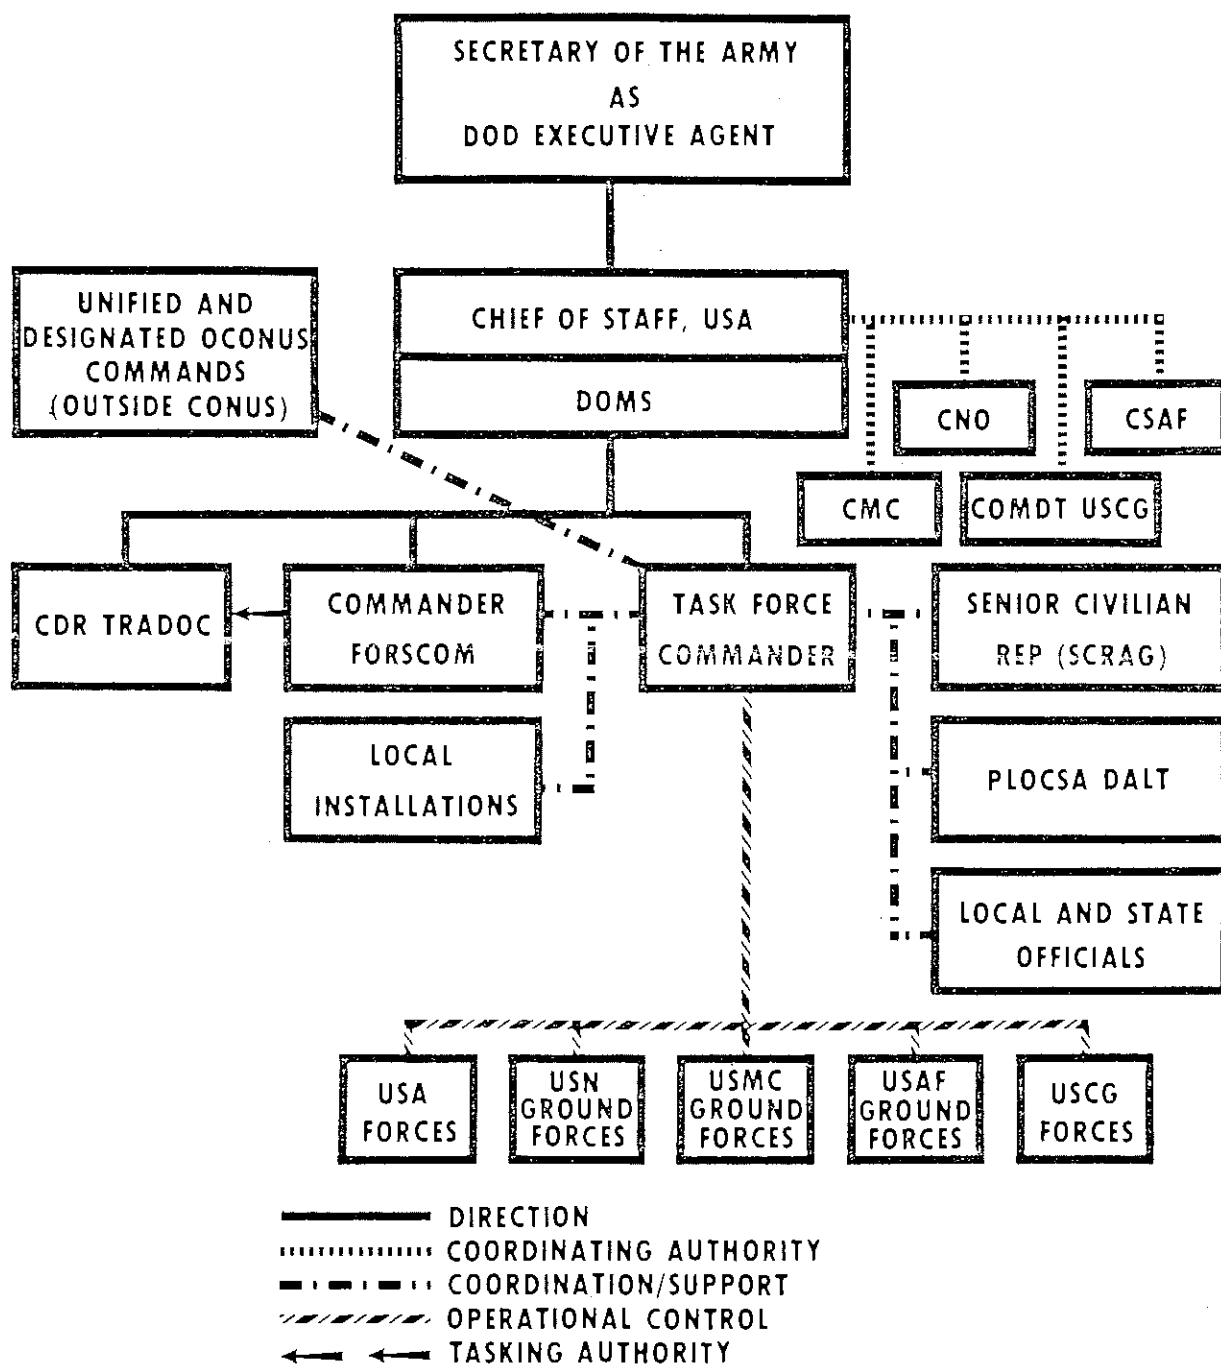 SECRETARY OF THE ARMY
AS
DOD EXECUTIVE AGENT
UNIFIED AND
DESIGNATED OCONUS
COMMANDS
(OUTSIDE CONUS)
CHIEF OF STAFF, USA
DOMS
CNO
CSAF
CMC
COMDT USCG
CDR TRADOC
COMMANDER
FORSCOM
TASK FORCE
COMMANDER
SENIOR CIVILIAN
REP (SCRAG)
LOCAL
INSTALLATIONS
PLOCSA DALT
LOCAL AND STATE
OFFICIALS
USA
FORCES
USN
GROUND
FORCES
USMC
GROUND
FORCES
USAF
GROUND
FORCES
USCG
FORCES
DIRECTION
COORDINATING AUTHORITY
COORDINATION/SUPPORT
OPERATIONAL CONTROL
TASKING AUTHORITY